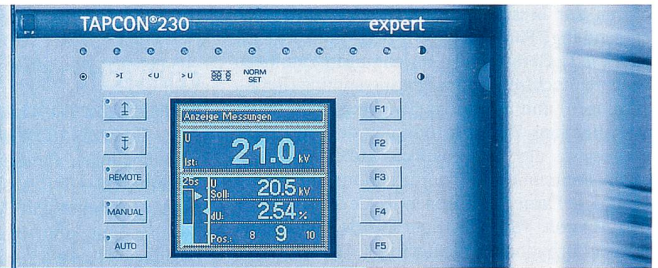 TAPCON®230 expert
>I <U >U NORM SET
F1
F2
REMOTE
F3
MANUAL
F4
AUTO
F5
Anzeige Messungen
U
Ist: 21.0 kV
25s
U
Soll: 20.5 kV
dU: 2.54 %
Pos.: 8 9 10